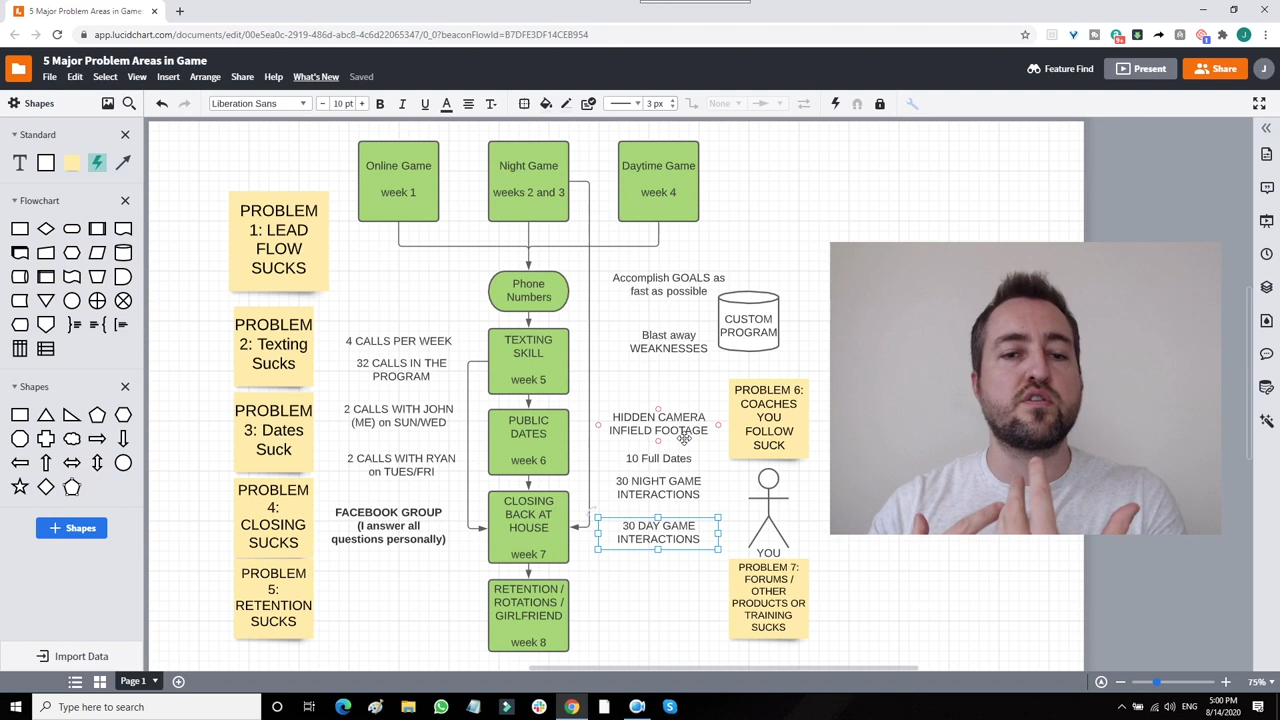 5 Major Problem Areas in Game
app.lucidchart.com/documents/edit/00e5ea0c-2919-486d-abc8-4c6d22065347/0_0?beaconFlowId=B7DFE3DF14CEB954
5 Major Problem Areas in Game
File Edit Select View Insert Arrange Share Help What's New Saved
Feature Find
Present
Share
J
Shapes
Liberation Sans
10 pt
B I U A T
3 px
None
Standard
Flowchart
Shapes
Shapes
Import Data
Online Game
week 1
Night Game
weeks 2 and 3
Daytime Game
week 4
PROBLEM
1: LEAD
FLOW
SUCKS
PROBLEM
2: Texting
Sucks
PROBLEM
3: Dates
Suck
PROBLEM
4:
CLOSING
SUCKS
PROBLEM
5:
RETENTION
SUCKS
4 CALLS PER WEEK
32 CALLS IN THE
PROGRAM
2 CALLS WITH JOHN
(ME) on SUN/WED
2 CALLS WITH RYAN
on TUES/FRI
FACEBOOK GROUP
(I answer all
questions personally)
Phone
Numbers
TEXTING
SKILL
week 5
PUBLIC
DATES
week 6
CLOSING
BACK AT
HOUSE
week 7
RETENTION /
ROTATIONS /
GIRLFRIEND
week 8
Accomplish GOALS as
fast as possible
Blast away
WEAKNESSES
CUSTOM
PROGRAM
HIDDEN CAMERA
INFIELD FOOTAGE
10 Full Dates
30 NIGHT GAME
INTERACTIONS
30 DAY GAME
INTERACTIONS
PROBLEM 6:
COACHES
YOU
FOLLOW
SUCK
YOU
PROBLEM 7:
FORUMS /
OTHER
PRODUCTS OR
TRAINING
SUCKS
Page 1
75%
Type here to search
5:00 PM
8/14/2020